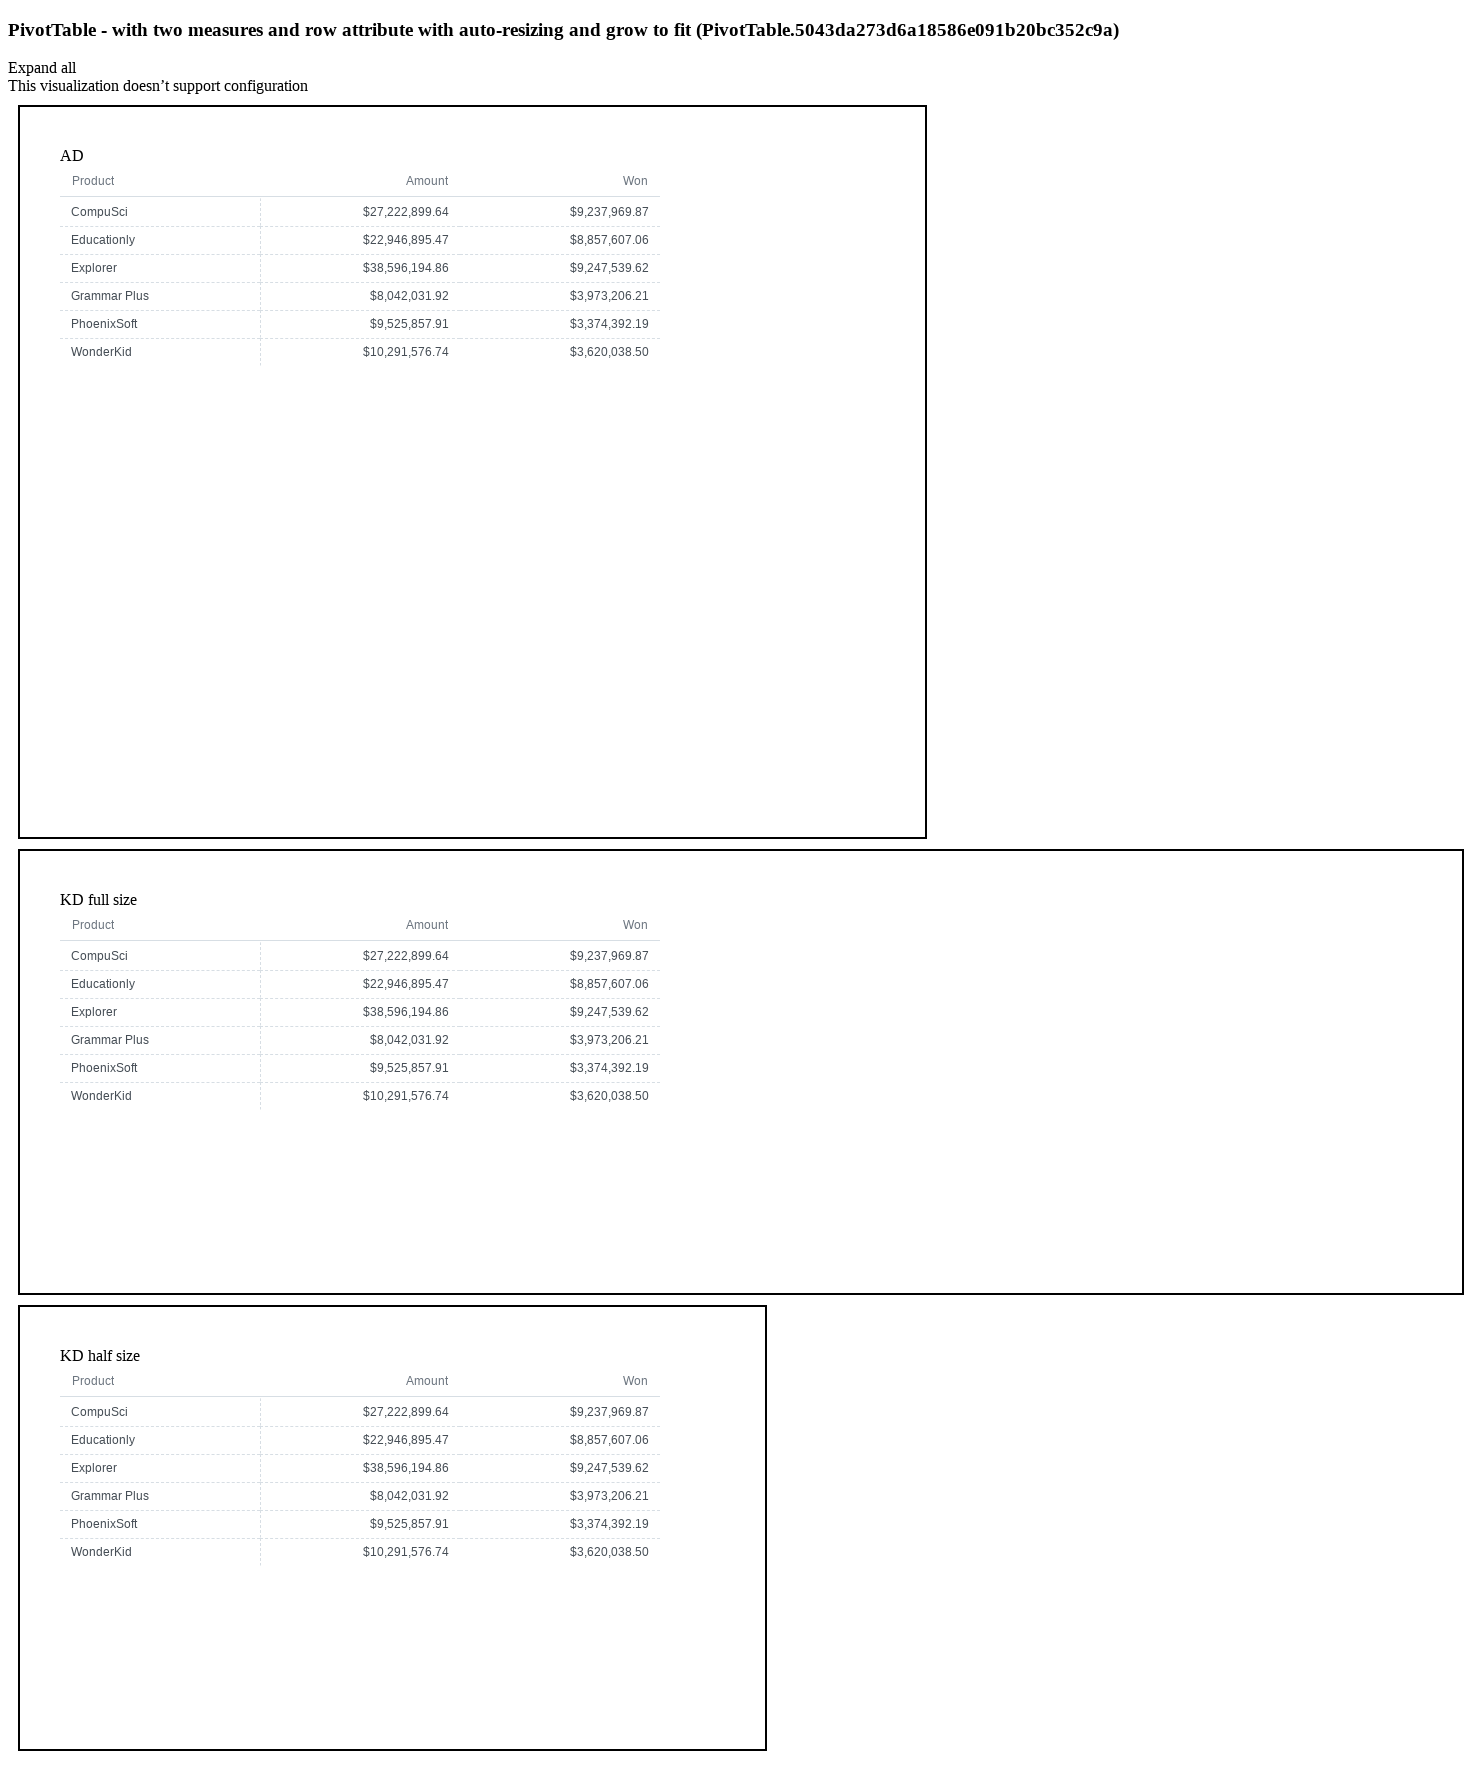 PivotTable - with two measures and row attribute with auto-resizing and grow to fit (PivotTable.5043da273d6a18586e091b20bc352c9a)
Expand all
This visualization doesn’t support configuration
AD
Product Amount Won
CompuSci $27,222,899.64 $9,237,969.87
Educationly $22,946,895.47 $8,857,607.06
Explorer $38,596,194.86 $9,247,539.62
Grammar Plus $8,042,031.92 $3,973,206.21
PhoenixSoft $9,525,857.91 $3,374,392.19
WonderKid $10,291,576.74 $3,620,038.50
KD full size
Product Amount Won
CompuSci $27,222,899.64 $9,237,969.87
Educationly $22,946,895.47 $8,857,607.06
Explorer $38,596,194.86 $9,247,539.62
Grammar Plus $8,042,031.92 $3,973,206.21
PhoenixSoft $9,525,857.91 $3,374,392.19
WonderKid $10,291,576.74 $3,620,038.50
KD half size
Product Amount Won
CompuSci $27,222,899.64 $9,237,969.87
Educationly $22,946,895.47 $8,857,607.06
Explorer $38,596,194.86 $9,247,539.62
Grammar Plus $8,042,031.92 $3,973,206.21
PhoenixSoft $9,525,857.91 $3,374,392.19
WonderKid $10,291,576.74 $3,620,038.50